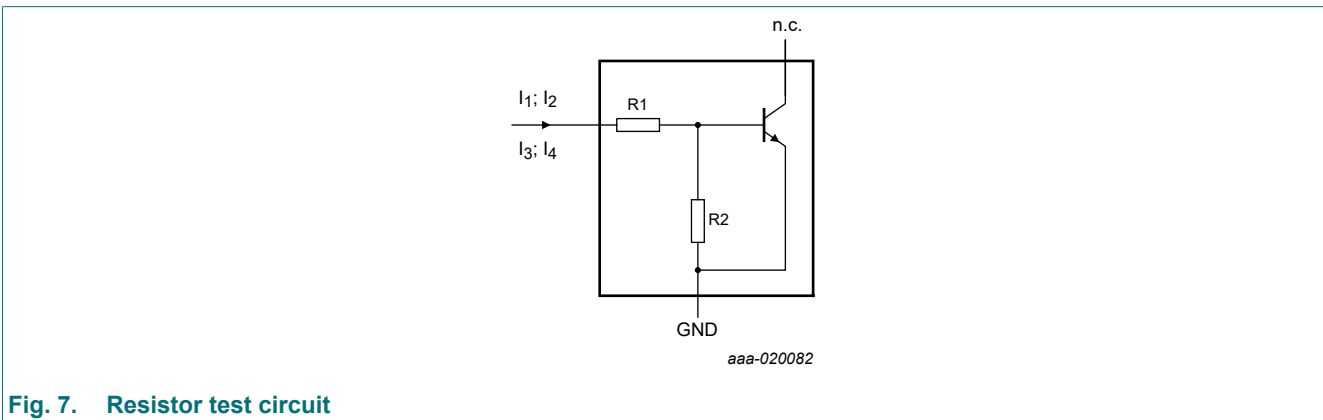 n.c.
I1; I2
R1
I3; I4
R2
GND
aaa-020082
Fig. 7. Resistor test circuit